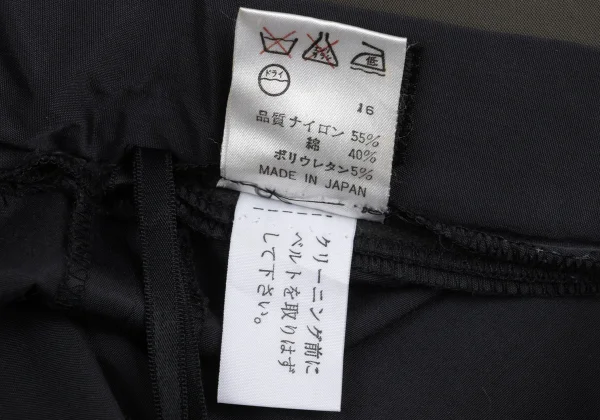 低
ドライ
16
品質 ナイロン 55%
綿 40%
ポリウレタン5%
MADE IN JAPAN
クリーニング前に
ベルトを取りはず
して下さい。